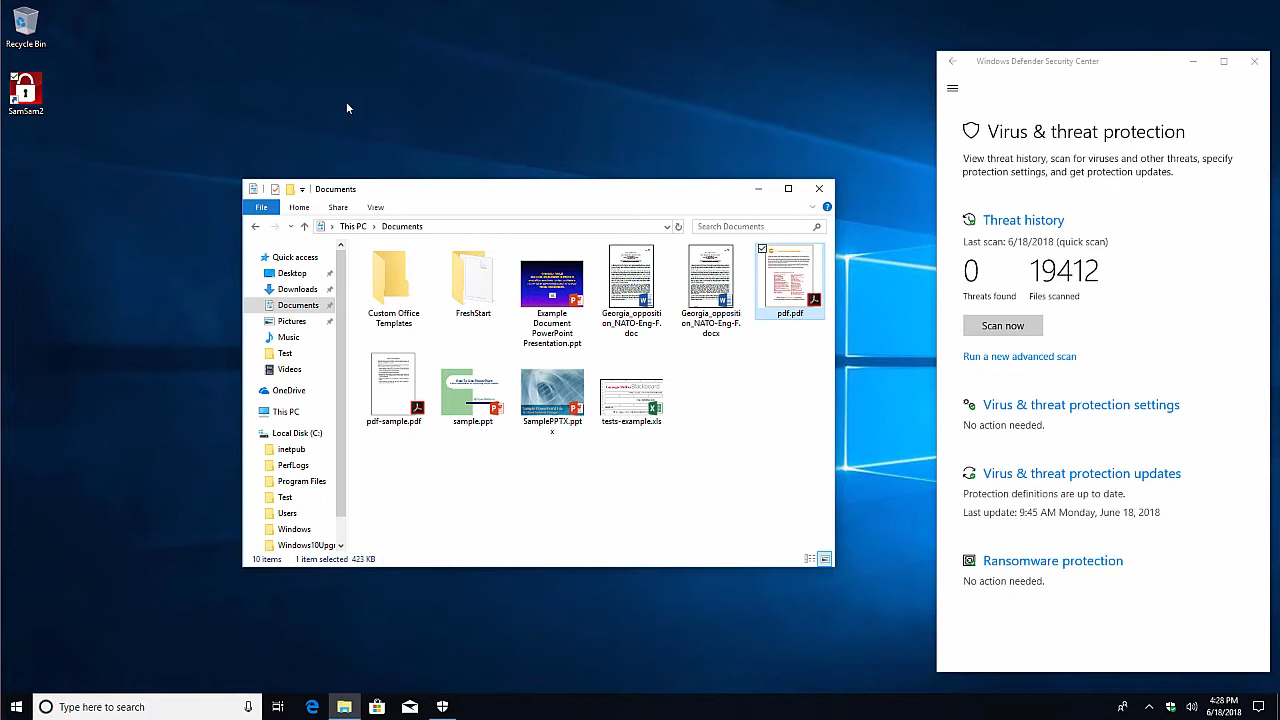 Recycle Bin
SamSam2
Documents
File
Home
Share
View
This PC
Documents
Search Documents
Quick access
Desktop
Downloads
Documents
Pictures
Music
Test
Videos
OneDrive
This PC
Local Disk (C:)
inetpub
PerfLogs
Program Files
Test
Users
Windows
Windows10Upgr
Custom Office
Templates
FreshStart
Example
Document
PowerPoint
Presentation.ppt
Georgia_oppositi
on_NATO-Eng-F.
doc
Georgia_oppositi
on_NATO-Eng-F.
docx
pdf.pdf
pdf-sample.pdf
sample.ppt
SamplePPTX.ppt
x
tests-example.xls
10 items
1 item selected
423 KB
Windows Defender Security Center
Virus & threat protection
View threat history, scan for viruses and other threats, specify
protection settings, and get protection updates.
Threat history
Last scan: 6/18/2018 (quick scan)
0
19412
Threats found
Files scanned
Scan now
Run a new advanced scan
Virus & threat protection settings
No action needed.
Virus & threat protection updates
Protection definitions are up to date.
Last update: 9:45 AM Monday, June 18, 2018
Ransomware protection
No action needed.
Type here to search
4:28 PM
6/18/2018